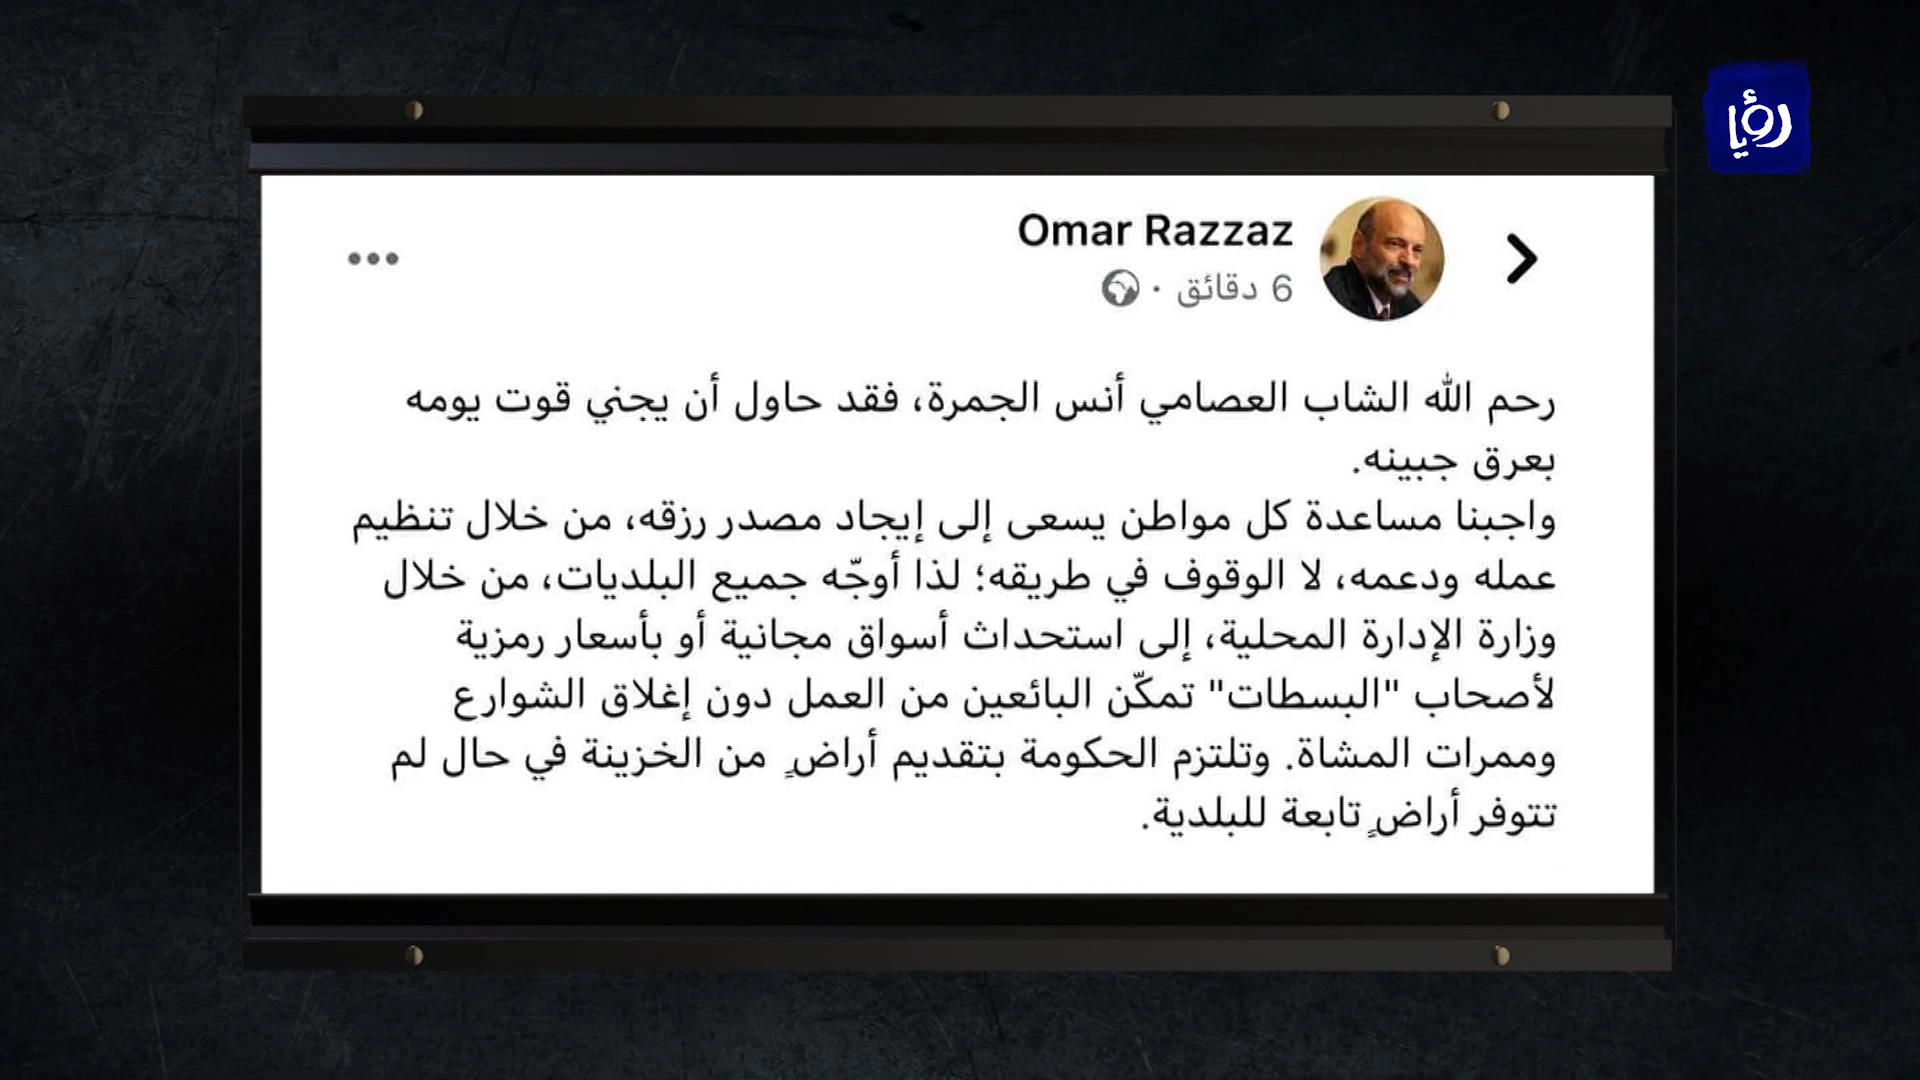 رؤيا
Omar Razzaz
6 دقائق ·
رحم الله الشاب العصامي أنس الجمرة، فقد حاول أن يجني قوت يومه
بعرق جبينه.
واجبنا مساعدة كل مواطن يسعى إلى إيجاد مصدر رزقه، من خلال تنظيم
عمله ودعمه، لا الوقوف في طريقه؛ لذا أوجّه جميع البلديات، من خلال
وزارة الإدارة المحلية، إلى استحداث أسواق مجانية أو بأسعار رمزية
لأصحاب "البسطات" تمكّن البائعين من العمل دون إغلاق الشوارع
وممرات المشاة. وتلتزم الحكومة بتقديم أراضٍ من الخزينة في حال لم
تتوفر أراضٍ تابعة للبلدية.